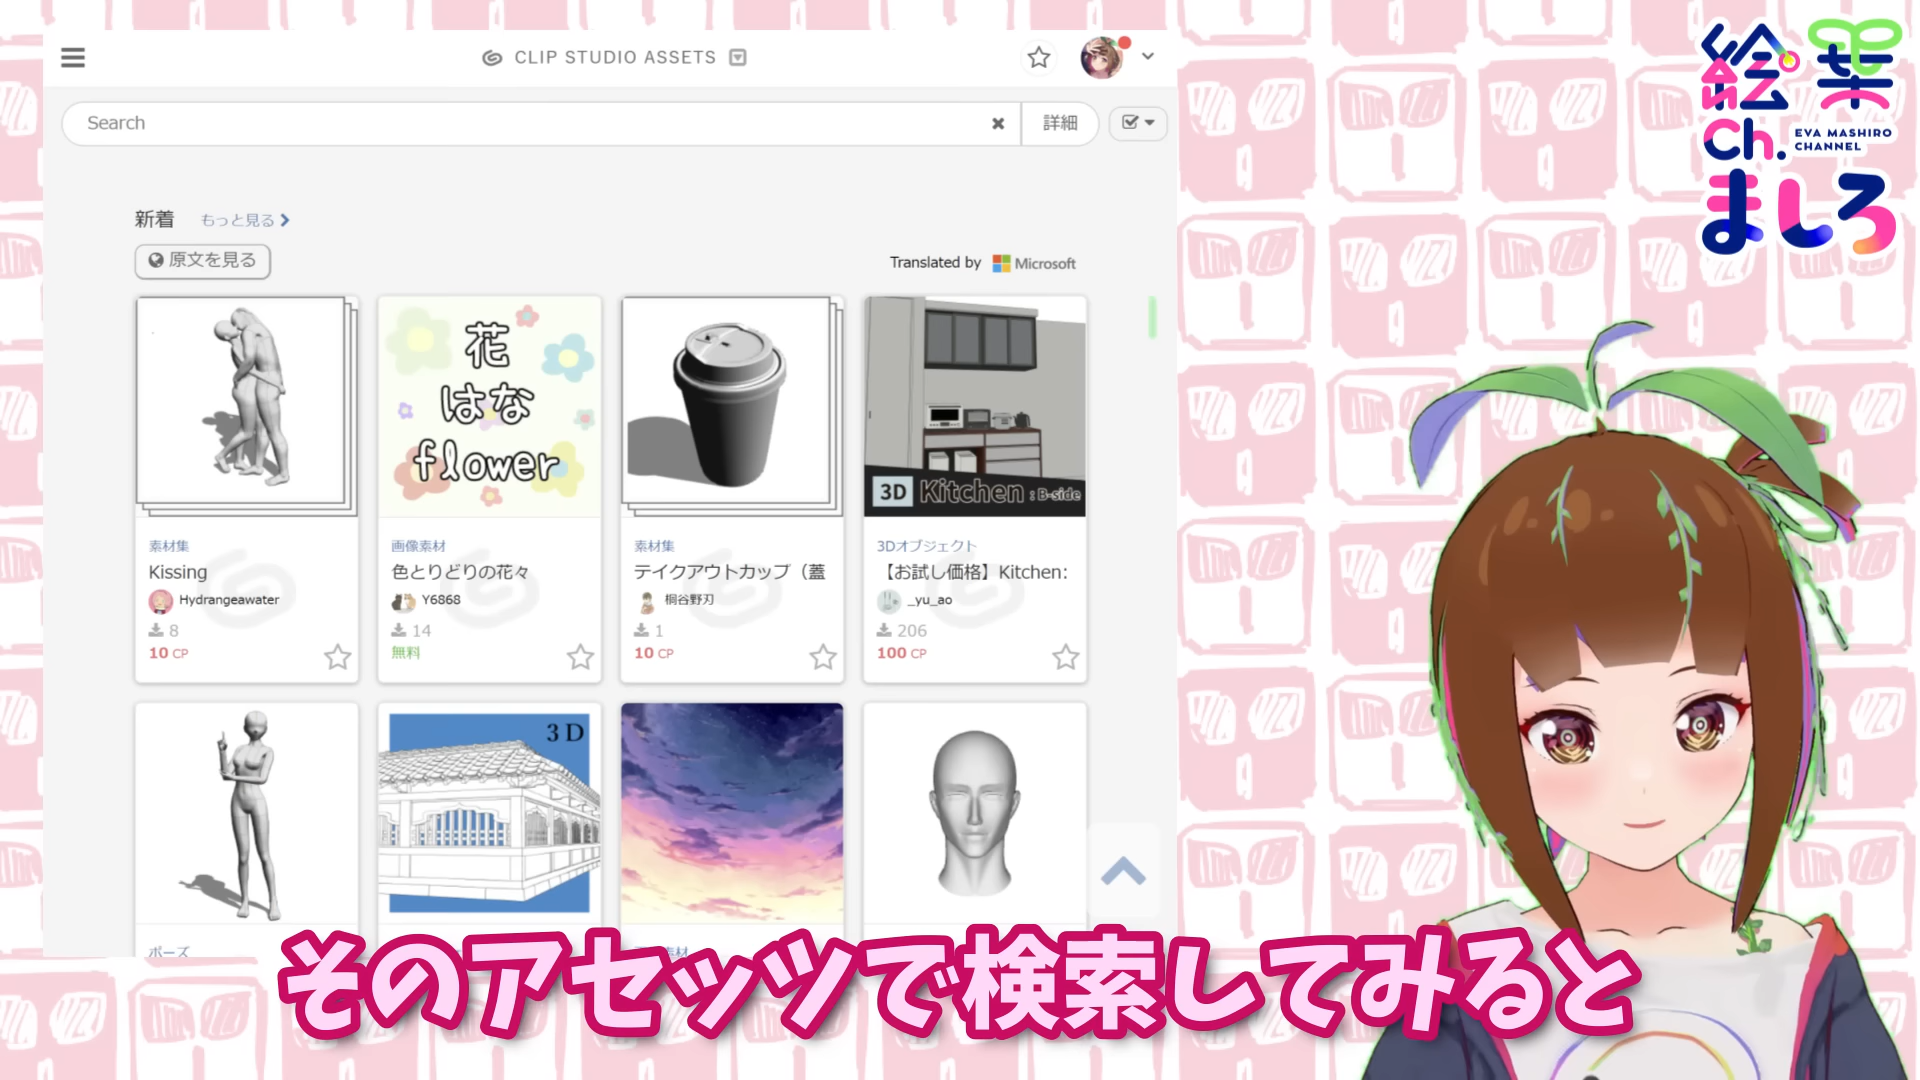 CLIP STUDIO ASSETS
Search
詳細
新着 もっと見る
原文を見る
Translated by Microsoft
花
はな
flower
3D Kitchen : B-side
素材集
Kissing
Hydrangeawater
8
10 CP
画像素材
色とりどりの花々
Y6868
14
無料
素材集
テイクアウトカップ（蓋
桐谷野刃
1
10 CP
3Dオブジェクト
【お試し価格】Kitchen:
_yu_ao
206
100 CP
3D
ポーズ
素材
絵葉
Ch.
EVA MASHIRO
CHANNEL
ましろ
そのアセッツで検索してみると